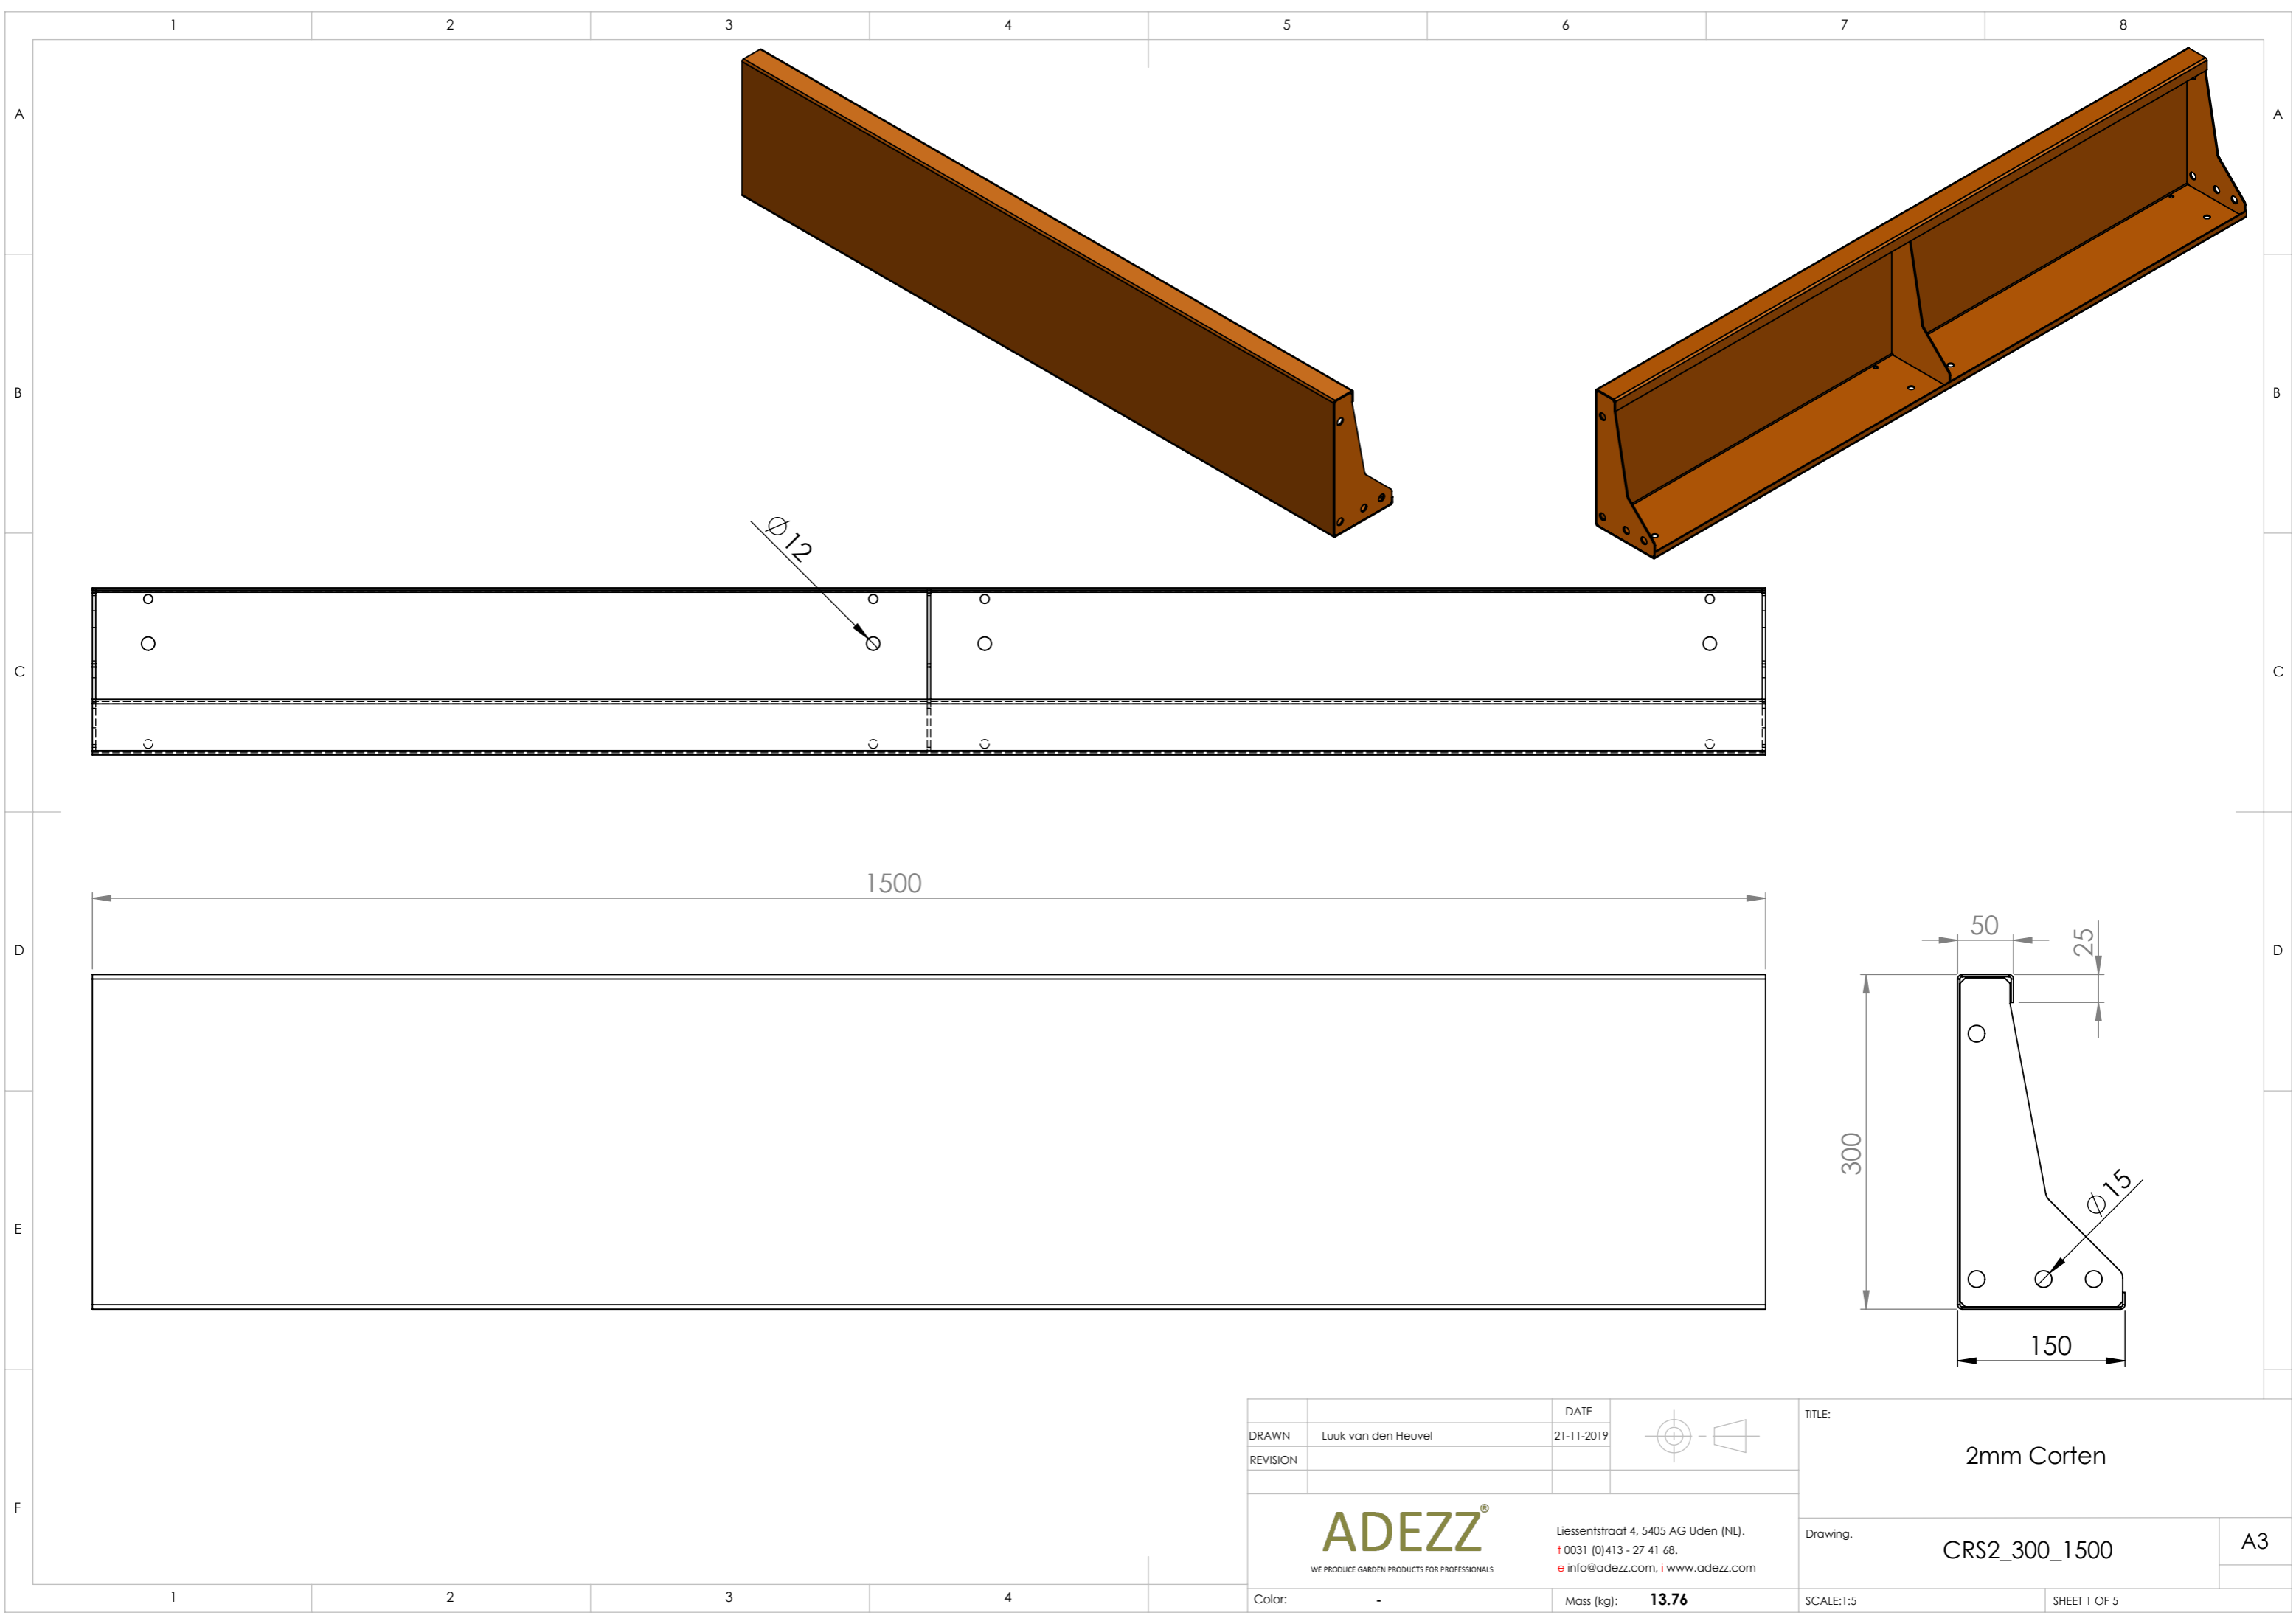 1 2 3 4 5 6 7 8
A A
B B
⌀12
C C
1500
D D
50
25
300
⌀15
E E
150
F
DATE
DRAWN Luuk van den Heuvel 21-11-2019
REVISION
TITLE:
2mm Corten
ADEZZ®
WE PRODUCE GARDEN PRODUCTS FOR PROFESSIONALS
Liessentstraat 4, 5405 AG Uden (NL).
t 0031 (0)413 - 27 41 68.
e info@adezz.com, i www.adezz.com
Drawing.
CRS2_300_1500
A3
Color: -
Mass (kg): 13.76
SCALE:1:5
SHEET 1 OF 5
1 2 3 4